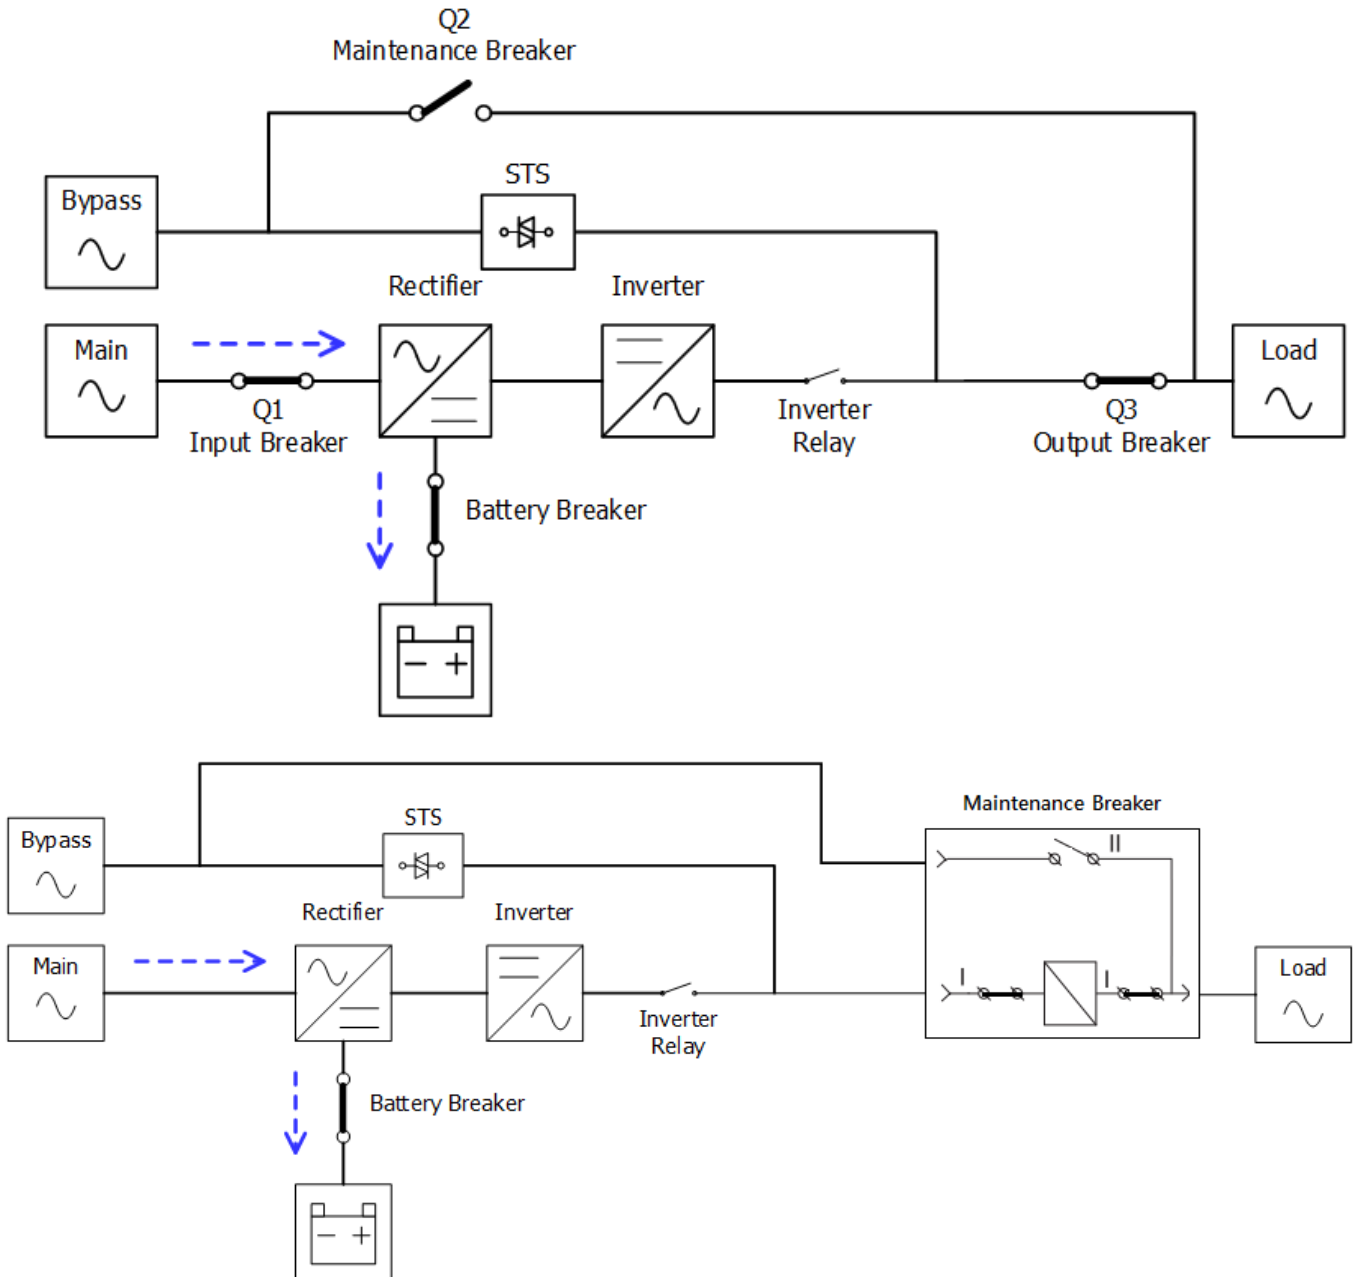 Q2
Maintenance Breaker
STS
Bypass
Rectifier
Inverter
Main
Load
Q1
Input Breaker
Inverter
Relay
Q3
Output Breaker
Battery Breaker
− +
Maintenance Breaker
STS
Bypass
II
Rectifier
Inverter
Main
I
I
Load
Inverter
Relay
Battery Breaker
− +